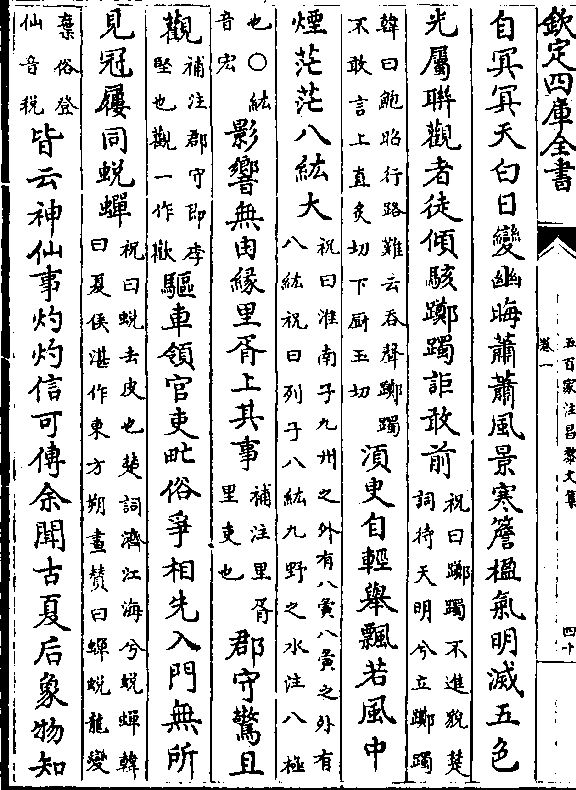 欽定四庫全書
卷一
五百家注昌黎文集
四十
自冥冥天白日變幽晦蕭蕭風景寒簷楹氣明滅五色
光屬聯觀者徒傾駭躑躅詎敢前
祝曰躑躅不進貌楚
詞待天明兮立躑躅
韓曰鮑昭行路難云吞聲躑躅
不敢言上直炙切下厨玉切
湏臾自輕舉飄若風中
煙茫茫八紘大
祝曰淮南子九州之外有八夤八夤之外有
八紘祝曰列子八紘九野之水注八極
也○紘
音宏
影響無由緣里胥上其事
補注里胥
里吏也
郡守驚且
觀
補注郡守即李
堅也觀一作歎
驅車領官吏甿俗爭相先入門無所
見冠屨同蛻蟬
祝曰蛻去皮也楚詞濟江海兮蛻蟬韓
曰夏侯湛作東方朔畫贊曰蟬蛻龍變
棄俗登
仙音税
皆云神仙事灼灼信可傳余聞古夏后象物知